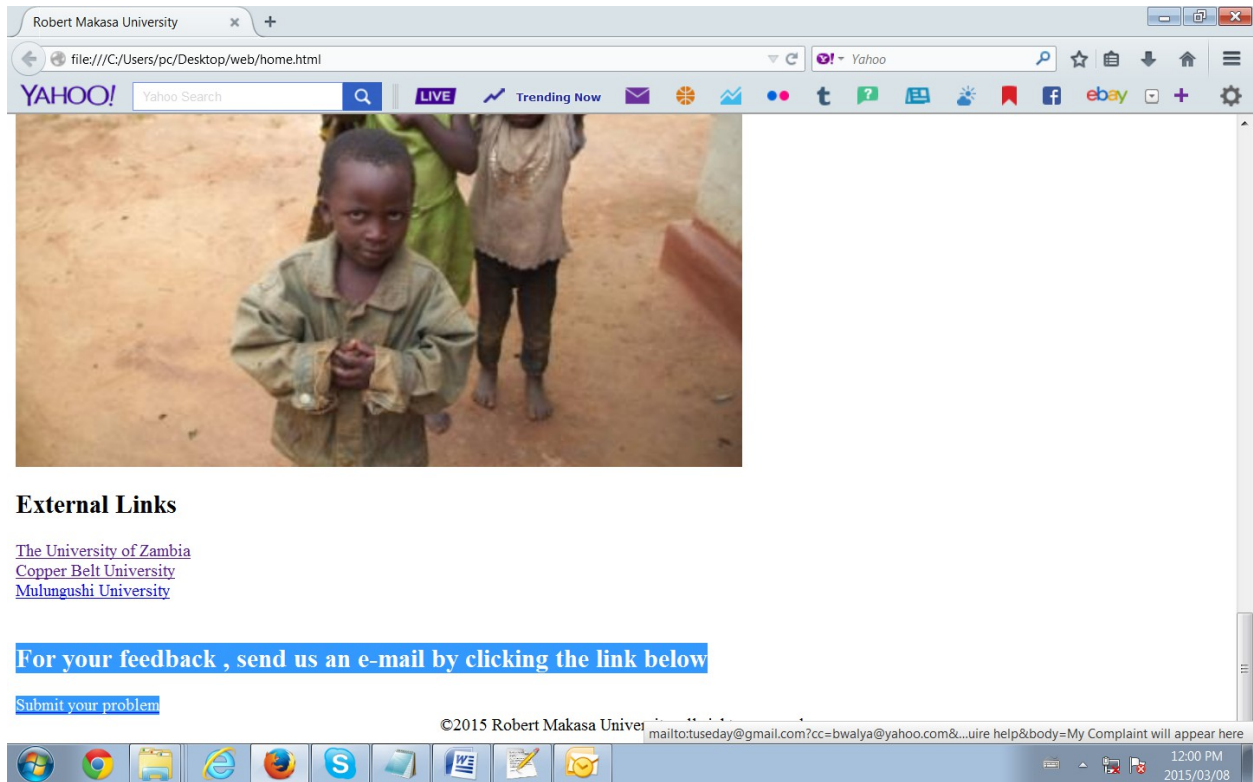 Robert Makasa University
file:///C:/Users/pc/Desktop/web/home.html
Yahoo
YAHOO!
Yahoo Search
LIVE
Trending Now
ebay
External Links
The University of Zambia
Copper Belt University
Mulungushi University
For your feedback , send us an e-mail by clicking the link below
Submit your problem
©2015 Robert Makasa
mailto:tuseday@gmail.com?cc=bwalya@yahoo.com&...uire help&body=My Complaint will appear here
12:00 PM
2015/03/08